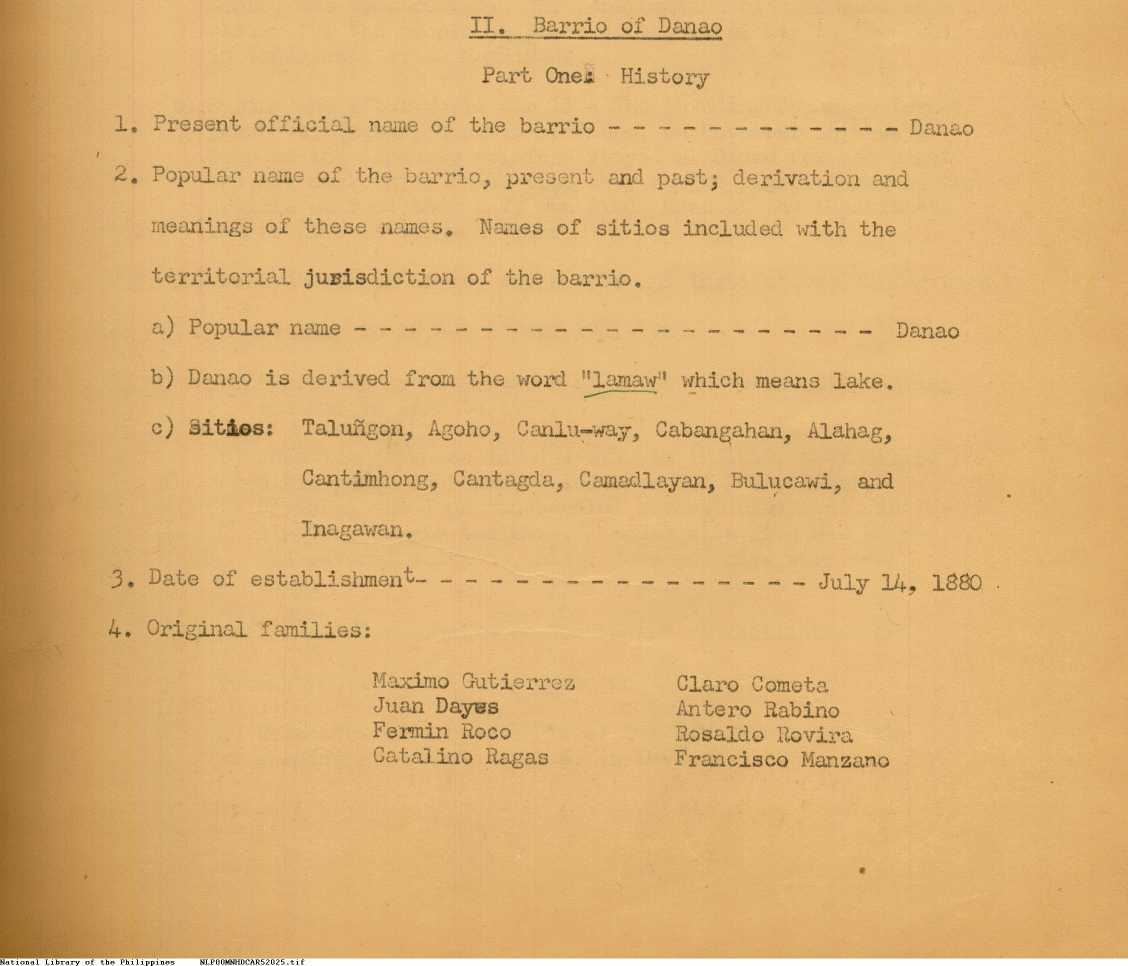 II. Barrio of Danao
Part One: History
1. Present official name of the barrio - - - - - - - - - - - - Danao
2. Popular name of the barrio, present and past; derivation and
meanings of these names. Names of sitios included with the
territorial jurisdiction of the barrio.
a) Popular name - - - - - - - - - - - - - - - - - - - - - - Danao
b) Danao is derived from the word "lamaw" which means lake.
c) Sitios: Taluñgon, Agoho, Canlu-way, Cabangahan, Alahag,
Cantimhong, Cantagda, Camadlayan, Bulucawi, and
Inagawan.
3. Date of establishment- - - - - - - - - - - - - - - - July 14, 1880
4. Original families:
Maximo Gutierrez Claro Cometa
Juan Antero Rabino
Fermin Roco Rosaldo Rovira
Catalino Ragas Francisco Manzano
National Library of the Philippines NLP00MNHDCAR52025.tif